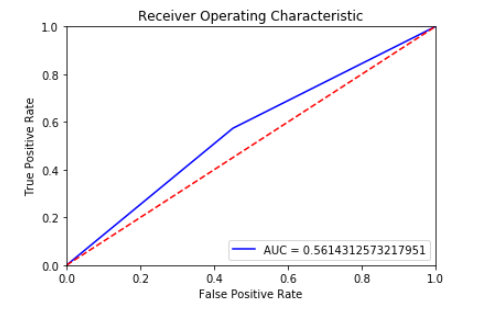 Receiver Operating Characteristic
1.0
0.8
0.6
0.4
0.2
0.0
True Positive Rate
AUC = 0.5614312573217951
0.0 0.2 0.4 0.6 0.8 1.0
False Positive Rate